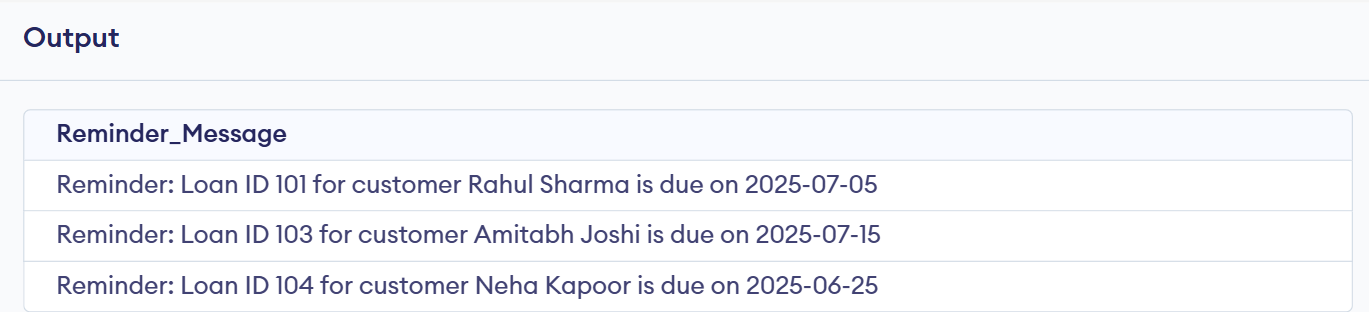 Output
Reminder_Message
Reminder: Loan ID 101 for customer Rahul Sharma is due on 2025-07-05
Reminder: Loan ID 103 for customer Amitabh Joshi is due on 2025-07-15
Reminder: Loan ID 104 for customer Neha Kapoor is due on 2025-06-25